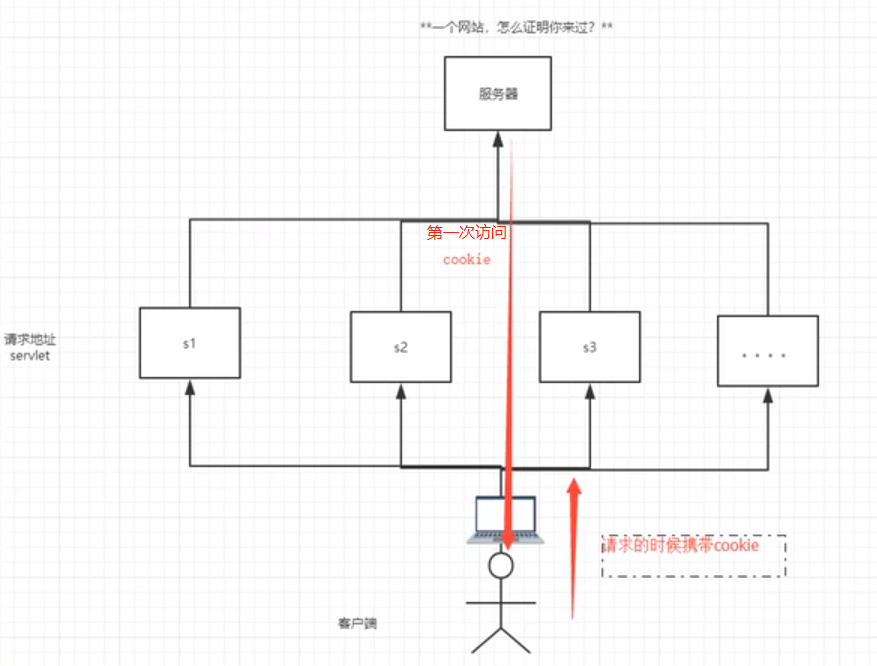 **一个网站，怎么证明你来过？**
服务器
第一次访问
cookie
请求地址
servlet
s1
s2
s3
....
请求的时候携带cookie
客户端